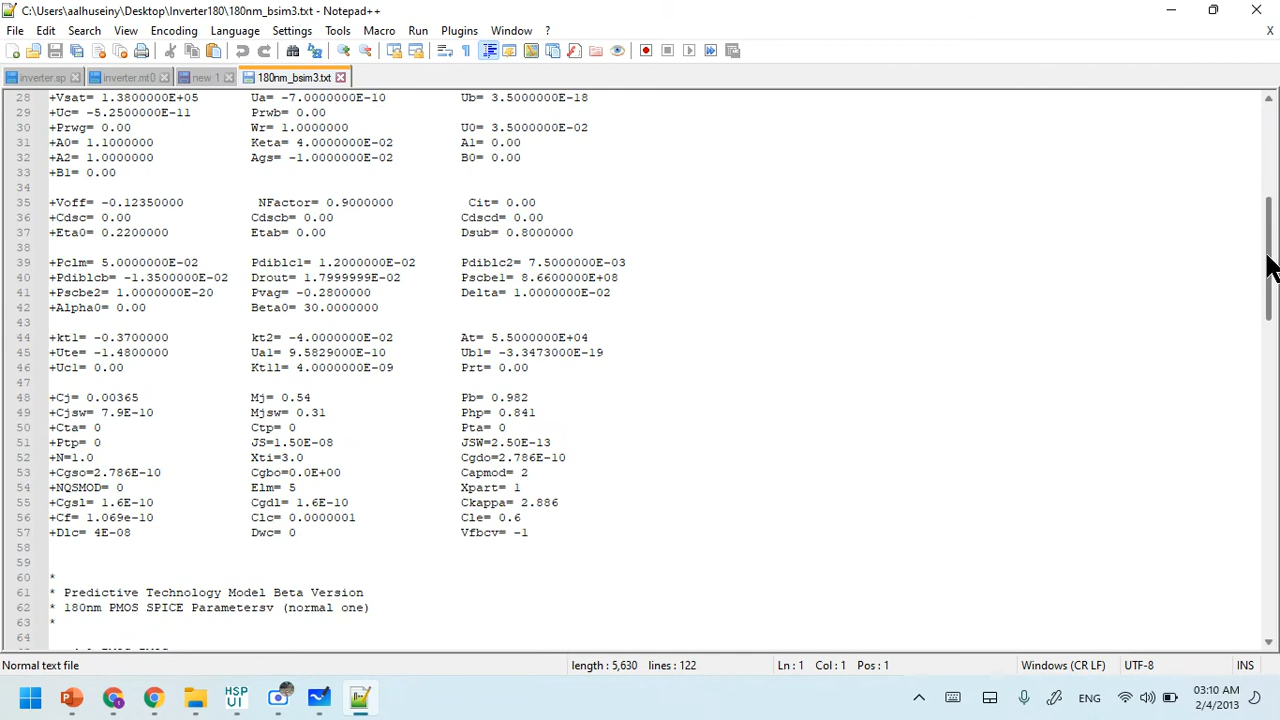 C:\Users\aalhuseiny\Desktop\Inverter180\180nm_bsim3.txt - Notepad++
File Edit Search View Encoding Language Settings Tools Macro Run Plugins Window ? X
inverter.sp inverter.mt0 new 1 180nm_bsim3.txt
28 +Vsat= 1.3800000E+05 Ua= -7.0000000E-10 Ub= 3.5000000E-18
29 +Uc= -5.2500000E-11 Prwb= 0.00
30 +Prwg= 0.00 Wr= 1.0000000 U0= 3.5000000E-02
31 +A0= 1.1000000 Keta= 4.0000000E-02 A1= 0.00
32 +A2= 1.0000000 Ags= -1.0000000E-02 B0= 0.00
33 +B1= 0.00
34
35 +Voff= -0.12350000 NFactor= 0.9000000 Cit= 0.00
36 +Cdsc= 0.00 Cdscb= 0.00 Cdscd= 0.00
37 +Eta0= 0.2200000 Etab= 0.00 Dsub= 0.8000000
38
39 +Pclm= 5.0000000E-02 Pdiblc1= 1.2000000E-02 Pdiblc2= 7.5000000E-03
40 +Pdiblcb= -1.3500000E-02 Drout= 1.7999999E-02 Pscbe1= 8.6600000E+08
41 +Pscbe2= 1.0000000E-20 Pvag= -0.2800000 Delta= 1.0000000E-02
42 +Alpha0= 0.00 Beta0= 30.0000000
43
44 +kt1= -0.3700000 kt2= -4.0000000E-02 At= 5.5000000E+04
45 +Ute= -1.4800000 Ua1= 9.5829000E-10 Ub1= -3.3473000E-19
46 +Uc1= 0.00 Kt1l= 4.0000000E-09 Prt= 0.00
47
48 +Cj= 0.00365 Mj= 0.54 Pb= 0.982
49 +Cjsw= 7.9E-10 Mjsw= 0.31 Php= 0.841
50 +Cta= 0 Ctp= 0 Pta= 0
51 +Ptp= 0 JS=1.50E-08 JSW=2.50E-13
52 +N=1.0 Xti=3.0 Cgdo=2.786E-10
53 +Cgso=2.786E-10 Cgbo=0.0E+00 Capmod= 2
54 +NQSMOD= 0 Elm= 5 Xpart= 1
55 +Cgsl= 1.6E-10 Cgdl= 1.6E-10 Ckappa= 2.886
56 +Cf= 1.069e-10 Clc= 0.0000001 Cle= 0.6
57 +Dlc= 4E-08 Dwc= 0 Vfbcv= -1
58
59
60 *
61 * Predictive Technology Model Beta Version
62 * 180nm PMOS SPICE Parametersv (normal one)
63 *
64
Normal text file length : 5,630 lines : 122 Ln : 1 Col : 1 Pos : 1 Windows (CR LF) UTF-8 INS
HSP UI ENG 03:10 AM
2/4/2013